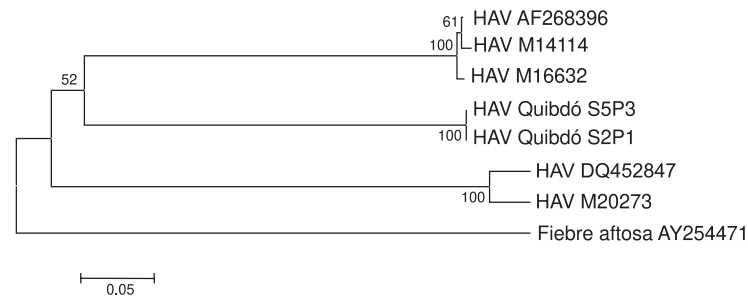 61
HAV AF268396
100
HAV M14114
HAV M16632
52
HAV Quibdó S5P3
100
HAV Quibdó S2P1
HAV DQ452847
100
HAV M20273
Fiebre aftosa AY254471
0.05